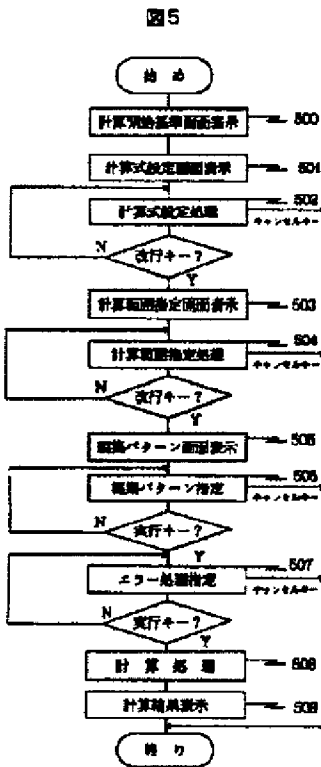 図5
始め
計算開始基準画面表示
500
計算式設定画面表示
501
計算式設定処理
502
キャンセルキー
改行キー?
N
Y
計算範囲指定画面表示
503
計算範囲指定処理
504
キャンセルキー
改行キー?
N
Y
編集パターン画面表示
505
編集パターン指定
506
キャンセルキー
実行キー?
N
Y
エラー処理指定
507
キャンセルキー
実行キー?
N
Y
計算処理
508
計算結果表示
509
終り